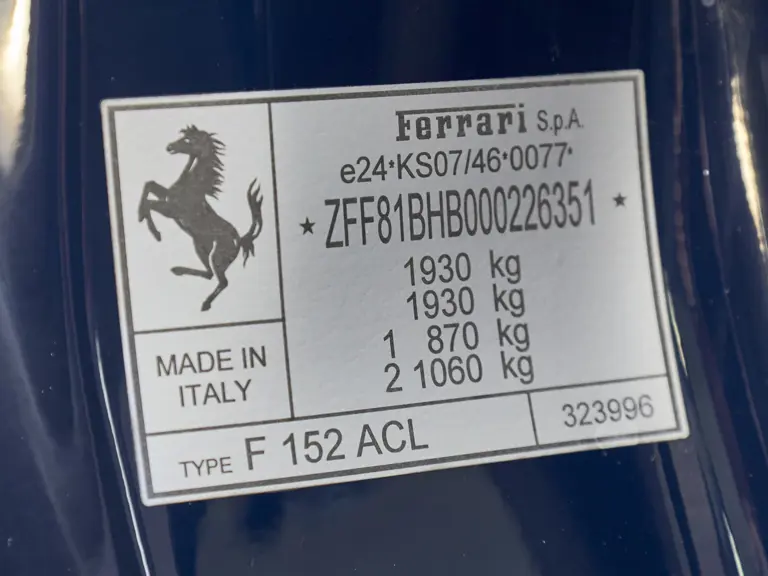 Ferrari S.p.A.
e24*KS07/46*0077*
★ ZFF81BHB000226351 ★
1930 kg
1930 kg
1 870 kg
2 1060 kg
MADE IN
ITALY
TYPE F 152 ACL
323996